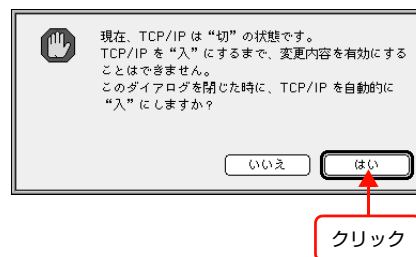 現在、TCP/IP は“切”の状態です。
TCP/IP を“入”にするまで、変更内容を有効にする
ことはできません。
このダイアログを閉じた時に、TCP/IP を自動的に
“入”にしますか？
いいえ はい
クリック